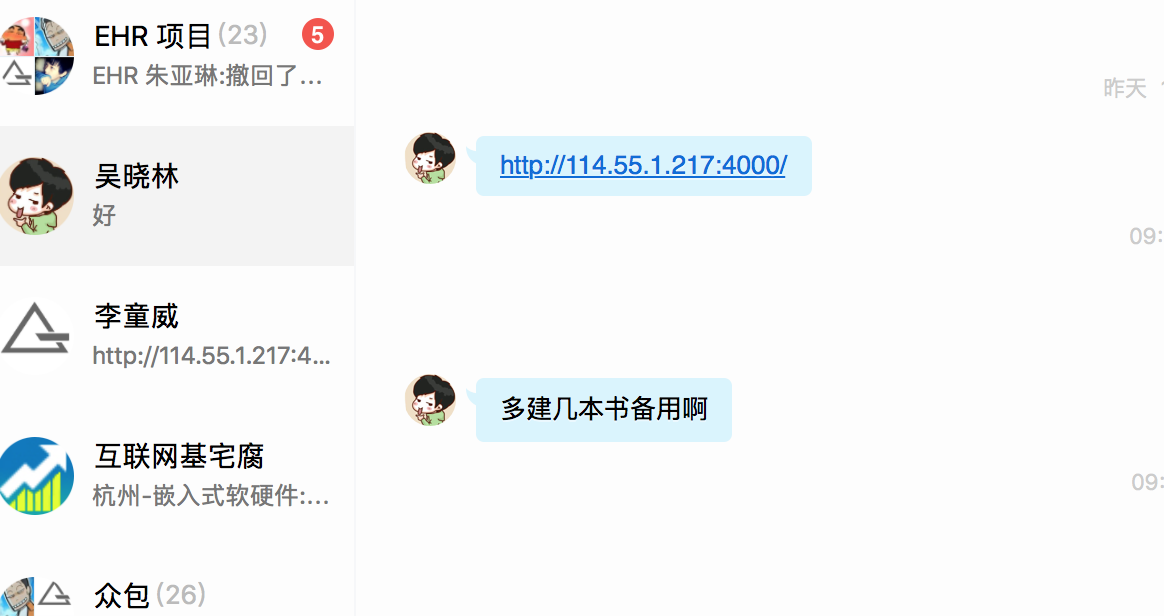 EHR 项目 (23)
5
EHR 朱亚琳:撤回了...
吴晓林
好
李童威
http://114.55.1.217:4...
互联网基宅腐
杭州-嵌入式软硬件:...
众包 (26)
昨天
http://114.55.1.217:4000/
09:
多建几本书备用啊
09: